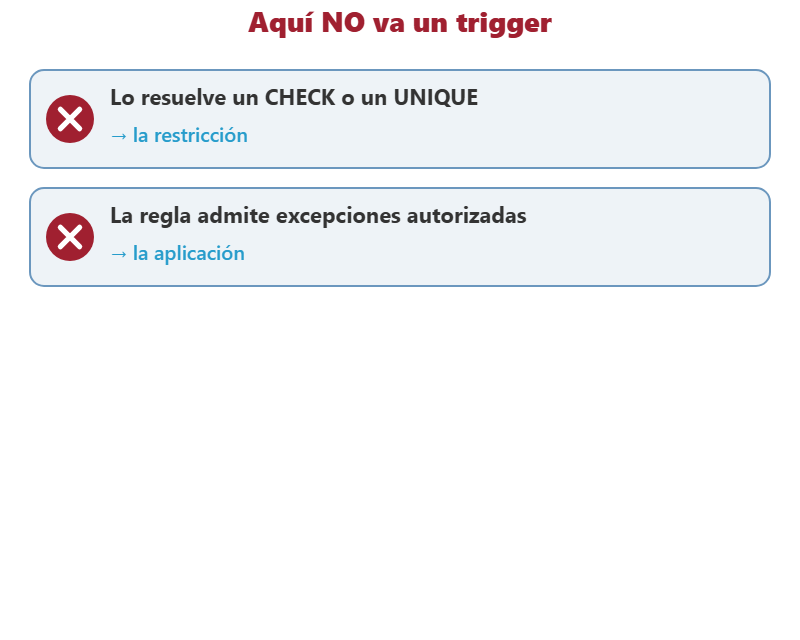 Aquí NO va un trigger
Lo resuelve un CHECK o un UNIQUE
→ la restricción
La regla admite excepciones autorizadas
→ la aplicación